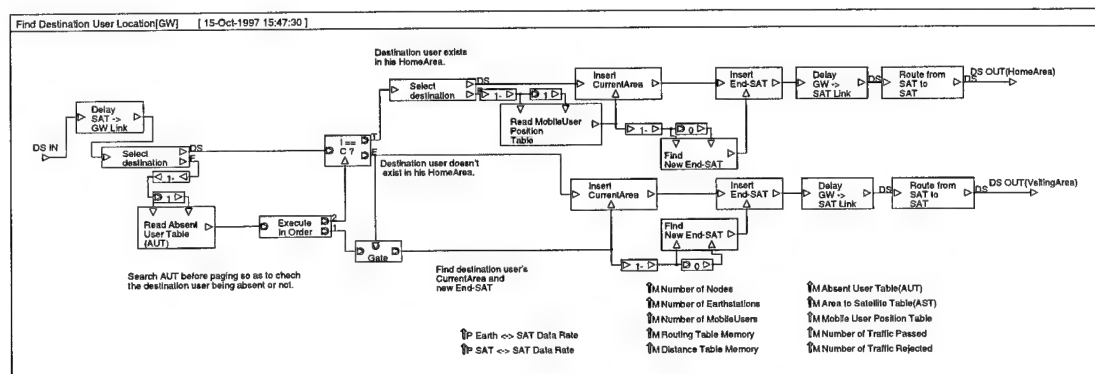 Find Destination User Location[GW] [ 15-Oct-1997 15:47:30 ]
Destination user exists
in his HomeArea.
DS IN
Delay
SAT ->
GW Link
Select
destination
DS
E
1-
1
Read Absent
User Table
(AUT)
Execute
In Order
2
1
I ==
C ?
T
F
Gate
Select
destination
DS
1-
1
Read MobileUser
Position
Table
Insert
CurrentArea
1-
0
Find
New End-SAT
Insert
End-SAT
Delay
GW ->
SAT Link
DS
Route from
SAT to
SAT
DS
DS OUT(HomeArea)
Destination user doesn't
exist in his HomeArea.
Insert
CurrentArea
Insert
End-SAT
Delay
GW ->
SAT Link
DS
Route from
SAT to
SAT
DS
DS OUT(VisitingArea)
Find
New End-SAT
1-
0
Search AUT before paging so as to chech
the destination user being absent or not.
Find destination user's
CurrentArea and
new End-SAT
⇑P Earth <-> SAT Data Rate
⇑P SAT <-> SAT Data Rate
⇑M Number of Nodes
⇑M Number of Earthstations
⇑M Number of MobileUsers
⇑M Routing Table Memory
⇑M Distance Table Memory
⇑M Absent User Table(AUT)
⇑M Area to Satellite Table(AST)
⇑M Mobile User Position Table
⇑M Number of Traffic Passed
⇑M Number of Traffic Rejected